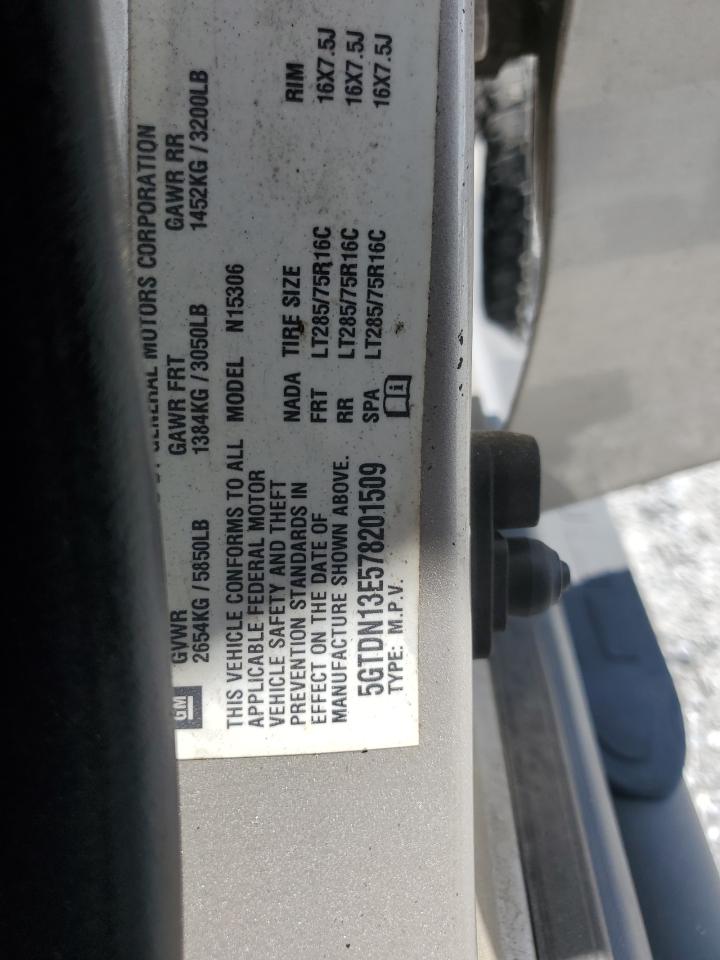 GENERAL MOTORS CORPORATION
GM GVWR GAWR FRT GAWR RR
2654KG / 5850LB 1384KG / 3050LB 1452KG / 3200LB
THIS VEHICLE CONFORMS TO ALL MODEL N15306
APPLICABLE FEDERAL MOTOR
VEHICLE SAFETY AND THEFT
PREVENTION STANDARDS IN
EFFECT ON THE DATE OF
MANUFACTURE SHOWN ABOVE.
NADA TIRE SIZE RIM
FRT LT285/75R16C 16X7.5J
RR LT285/75R16C 16X7.5J
SPA LT285/75R16C 16X7.5J
5GTDN13E578201509
TYPE: M.P.V.